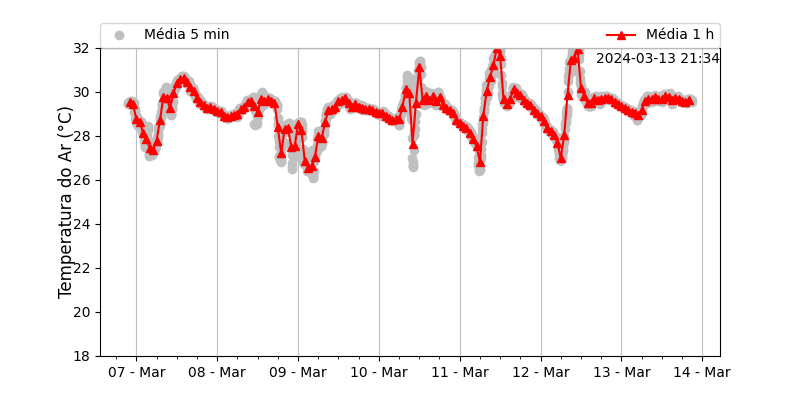 Média 5 min
Média 1 h
2024-03-13 21:34
Temperatura do Ar (°C)
32
30
28
26
24
22
20
18
07 - Mar
08 - Mar
09 - Mar
10 - Mar
11 - Mar
12 - Mar
13 - Mar
14 - Mar